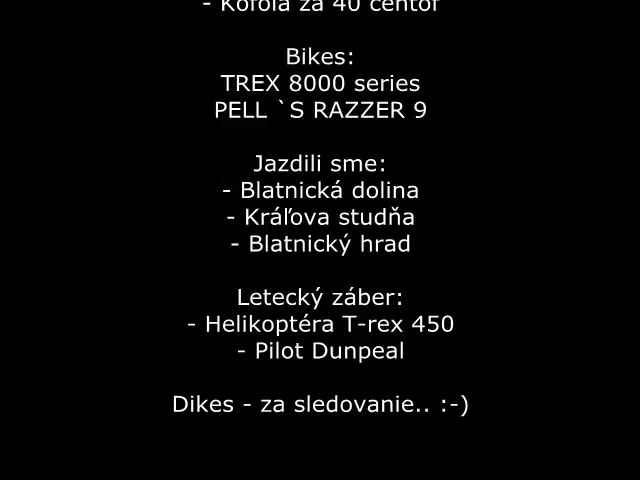 - Kofola za 40 centof
Bikes:
TREX 8000 series
PELL `S RAZZER 9
Jazdili sme:
- Blatnická dolina
- Kráľova studňa
- Blatnický hrad
Letecký záber:
- Helikoptéra T-rex 450
- Pilot Dunpeal
Dikes - za sledovanie.. :-)